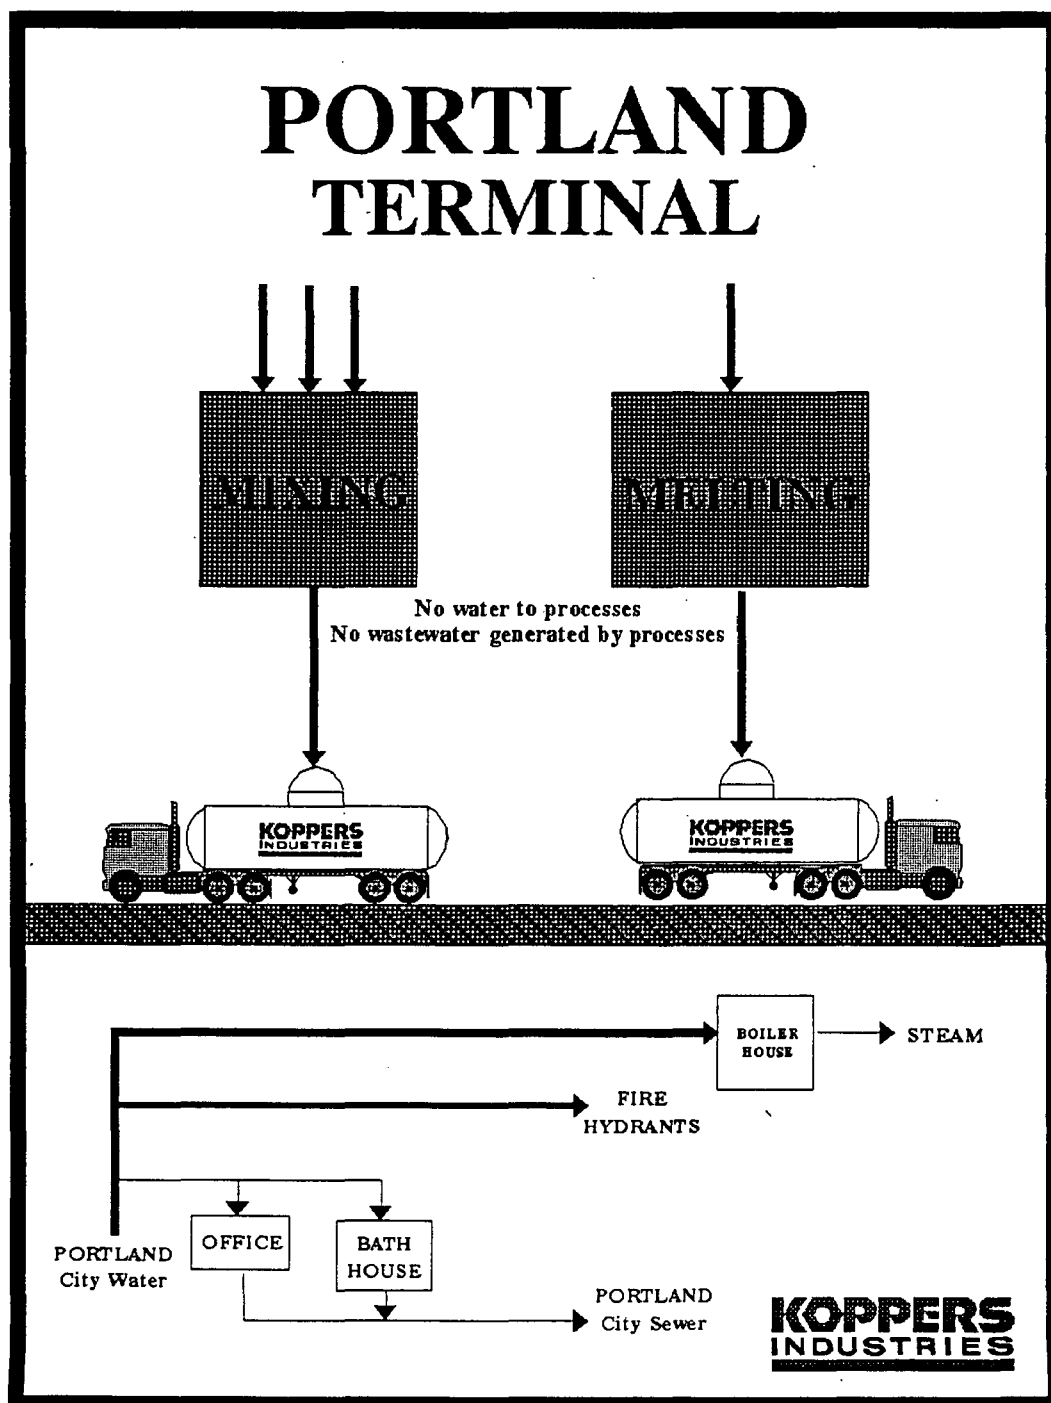 PORTLAND
TERMINAL
MIXING
MELTING
No water to processes
No wastewater generated by processes
KOPPERS
INDUSTRIES
KOPPERS
INDUSTRIES
BOILER
HOUSE
STEAM
FIRE
HYDRANTS
OFFICE
BATH
HOUSE
PORTLAND
City Water
PORTLAND
City Sewer
KOPPERS
INDUSTRIES